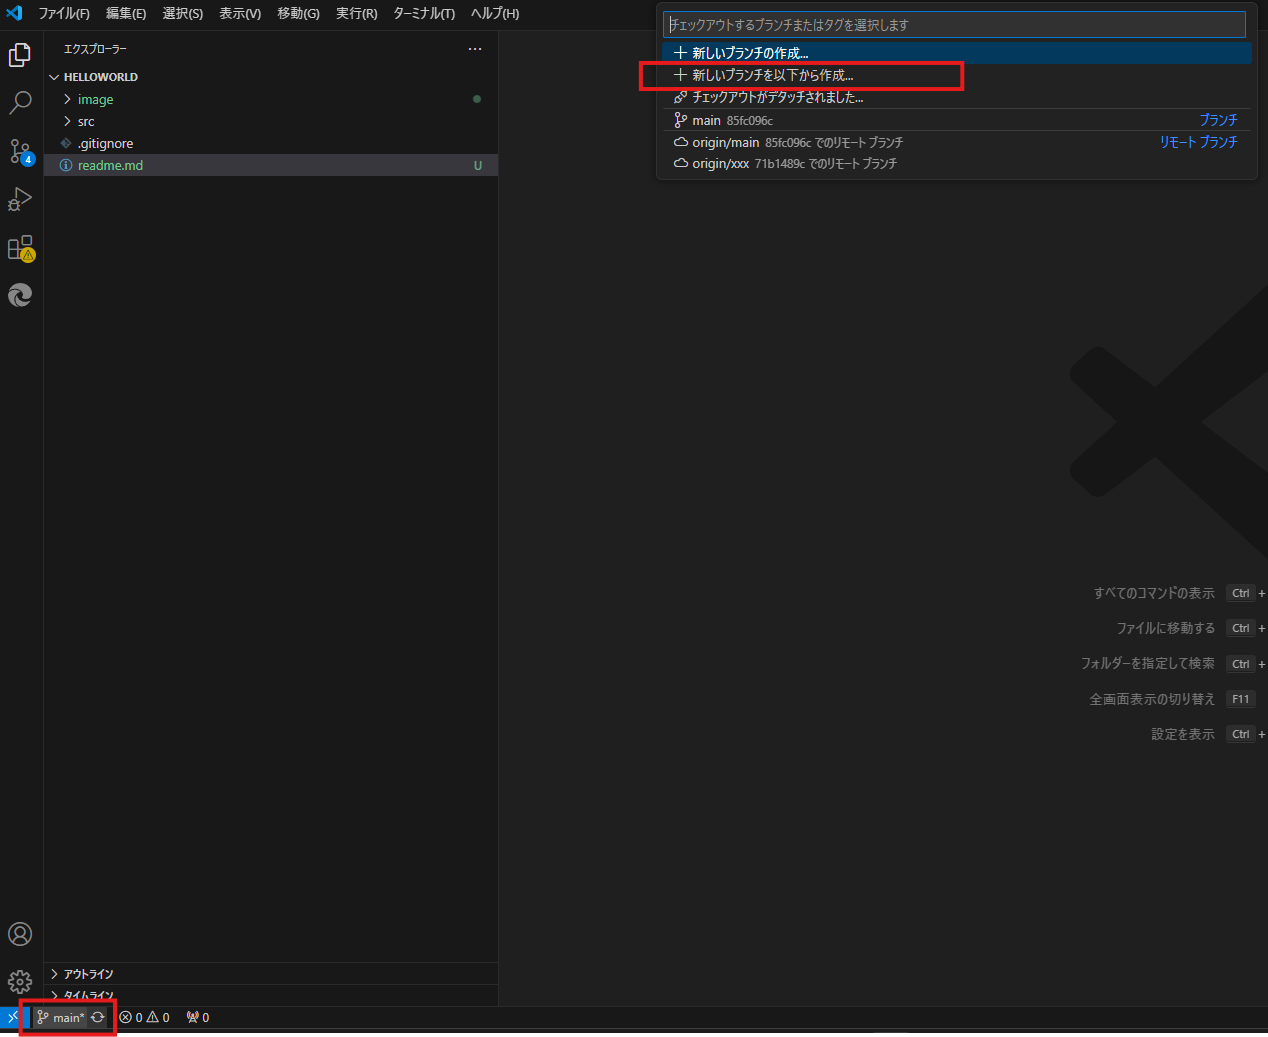 ファイル(F) 編集(E) 選択(S) 表示(V) 移動(G) 実行(R) ターミナル(T) ヘルプ(H)
エクスプローラー ...
HELLOWORLD
image
src
.gitignore
readme.md U
4
チェックアウトするブランチまたはタグを選択します
新しいブランチの作成...
新しいブランチを以下から作成...
チェックアウトがデタッチされました...
main 85fc096c ブランチ
origin/main 85fc096c でのリモート ブランチ リモート ブランチ
origin/xxx 71b1489c でのリモート ブランチ
すべてのコマンドの表示 Ctrl +
ファイルに移動する Ctrl +
フォルダーを指定して検索 Ctrl +
全画面表示の切り替え F11
設定を表示 Ctrl +
アウトライン
タイムライン
main* 0 0 0